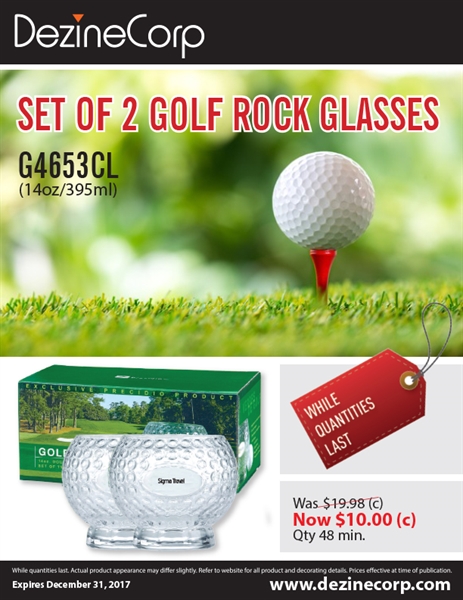 DezineCorp
SET OF 2 GOLF ROCK GLASSES
G4653CL
(14oz/395ml)
EXCLUSIVE PRECIDIO PRODUCT
GOL
SET OF
Sigma Travel
WHILE
QUANTITIES
LAST
Was $19.98 (c)
Now $10.00 (c)
Qty 48 min.
While quantities last. Actual product appearance may differ slightly. Refer to website for all product and decorating details. Prices effective at time of publication.
Expires December 31, 2017
www.dezinecorp.com